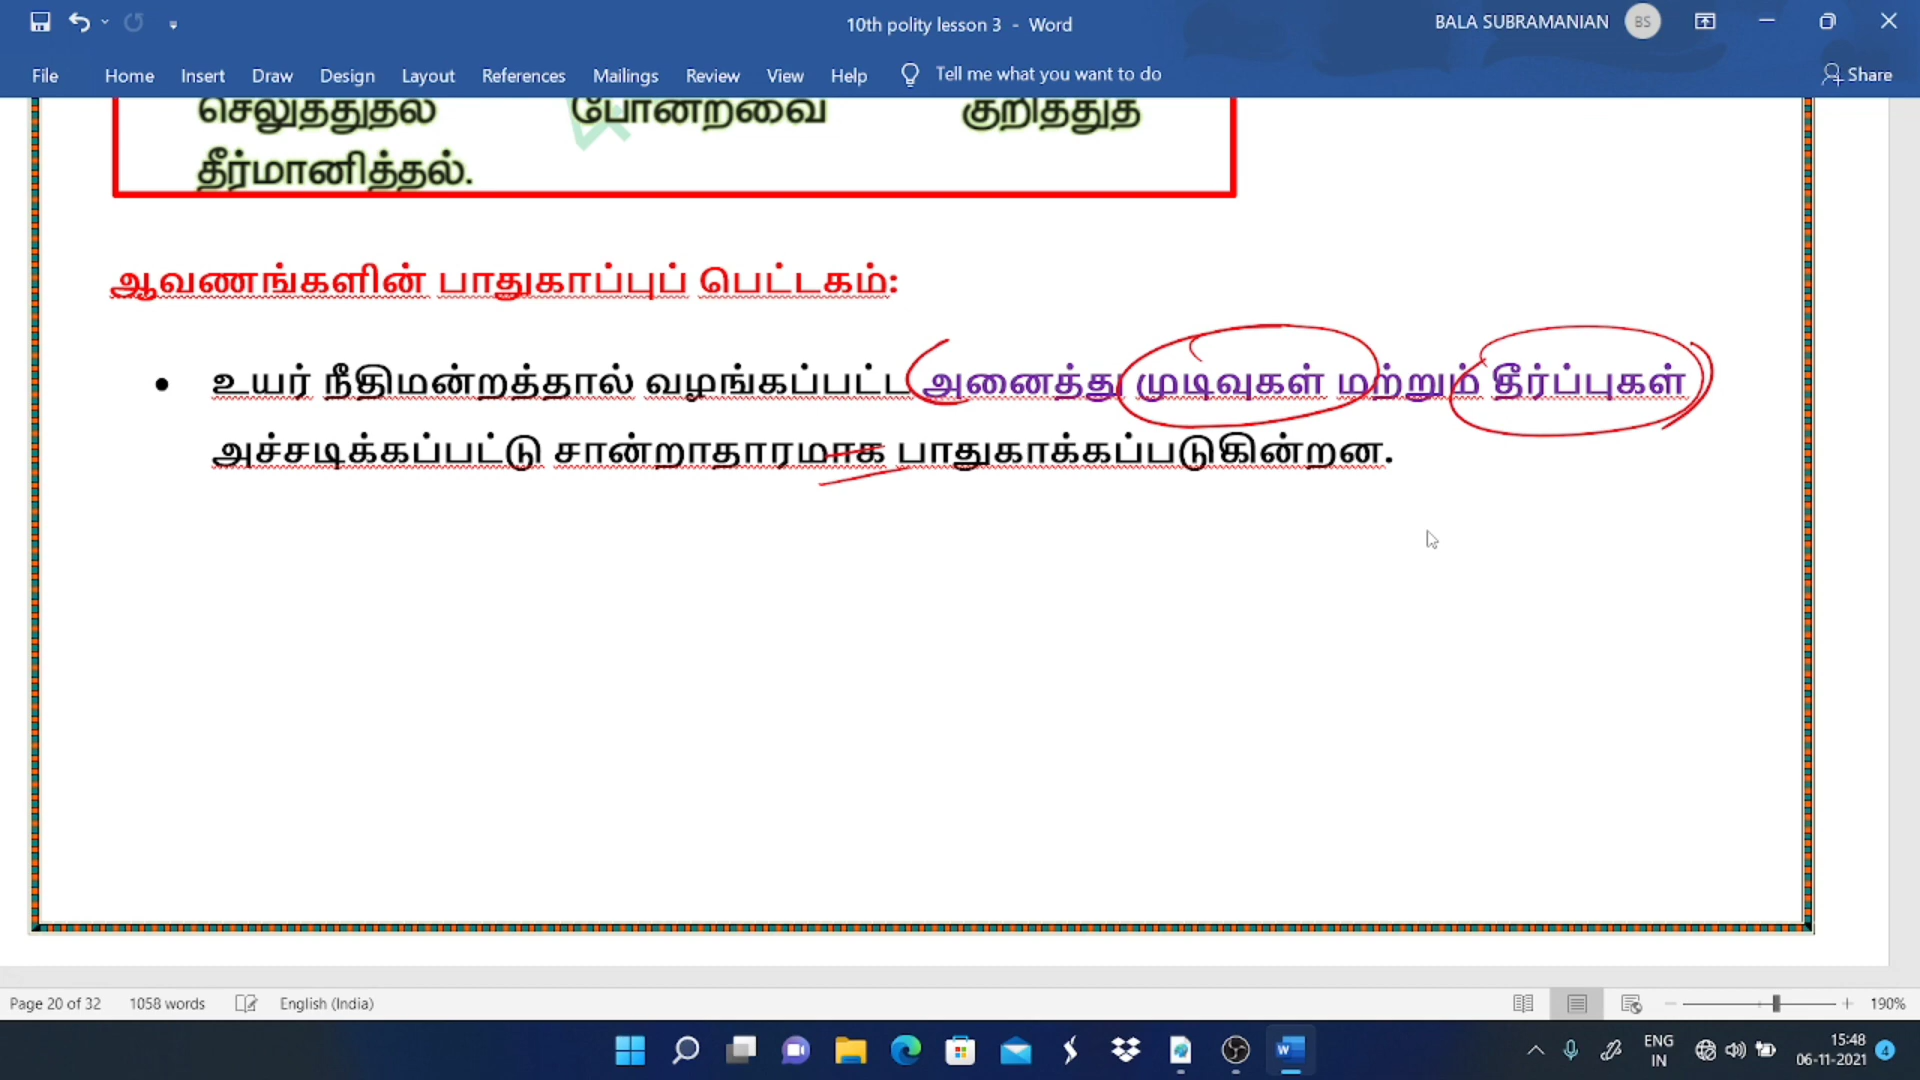 10th polity lesson 3 - Word
BALA SUBRAMANIAN BS
File Home Insert Draw Design Layout References Mailings Review View Help Tell me what you want to do Share
செலுத்துதல் போன்றவை குறித்துத்
தீர்மானித்தல்.
ஆவணங்களின் பாதுகாப்புப் பெட்டகம்:
• உயர் நீதிமன்றத்தால் வழங்கப்பட்ட அனைத்து முடிவுகள் மற்றும் தீர்ப்புகள்
அச்சடிக்கப்பட்டு சான்றாதாரமாக பாதுகாக்கப்படுகின்றன.
Page 20 of 32 1058 words English (India) 190%
ENG
IN
15:48
06-11-2021
4